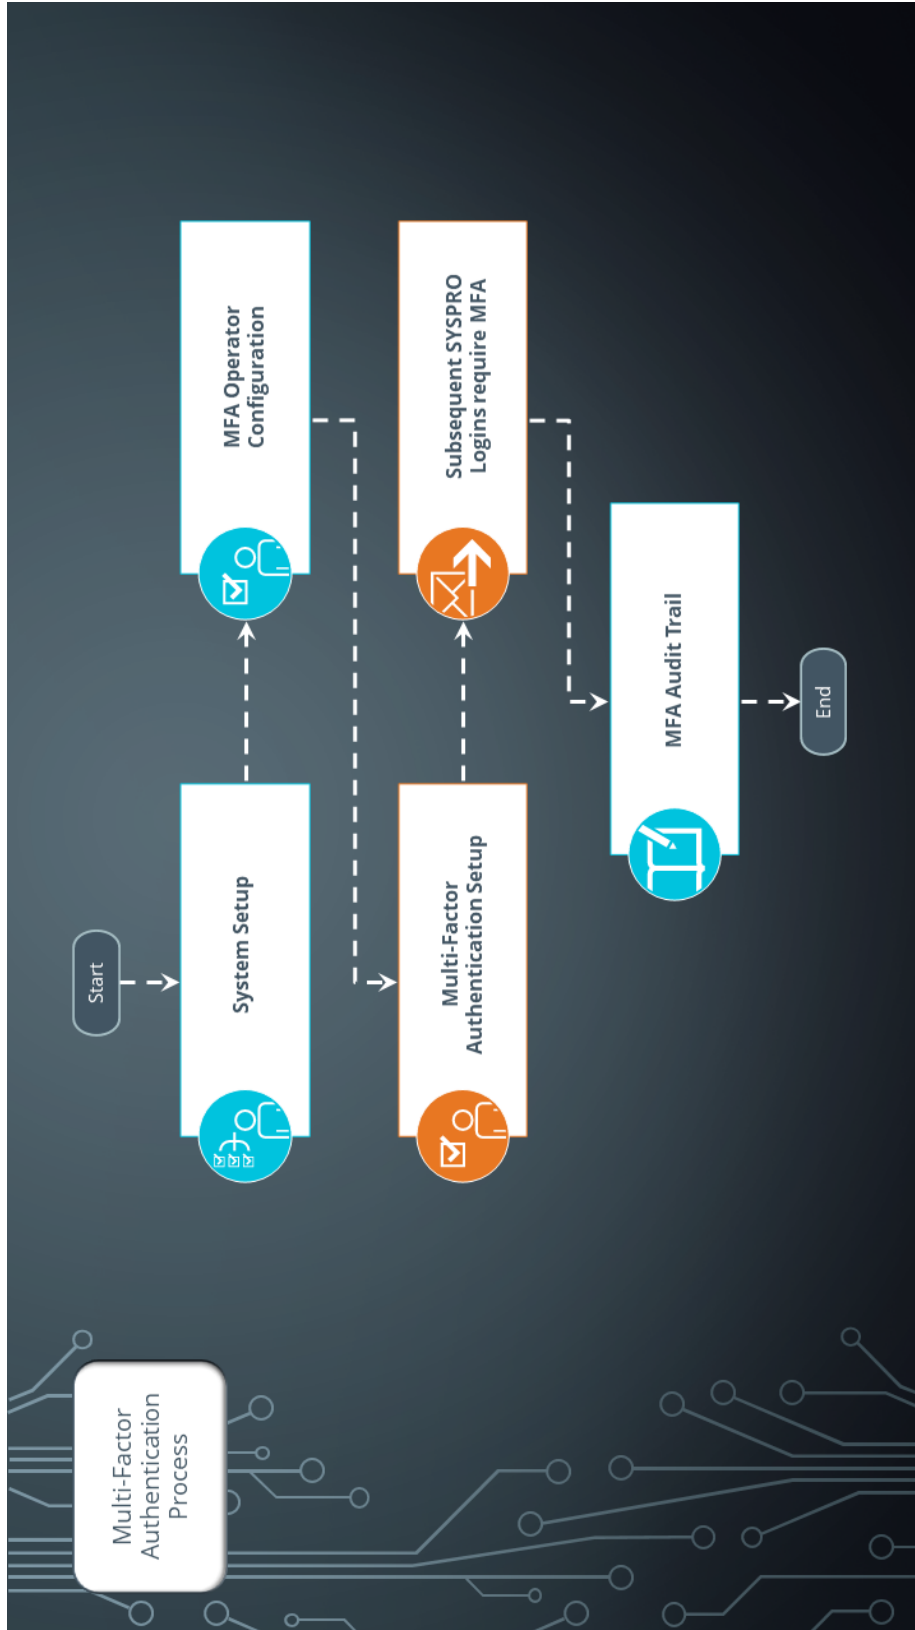 Multi-Factor
Authentication
Process
Start
System Setup
MFA Operator
Configuration
Multi-Factor
Authentication Setup
Subsequent SYSPRO
Logins require MFA
MFA Audit Trail
End